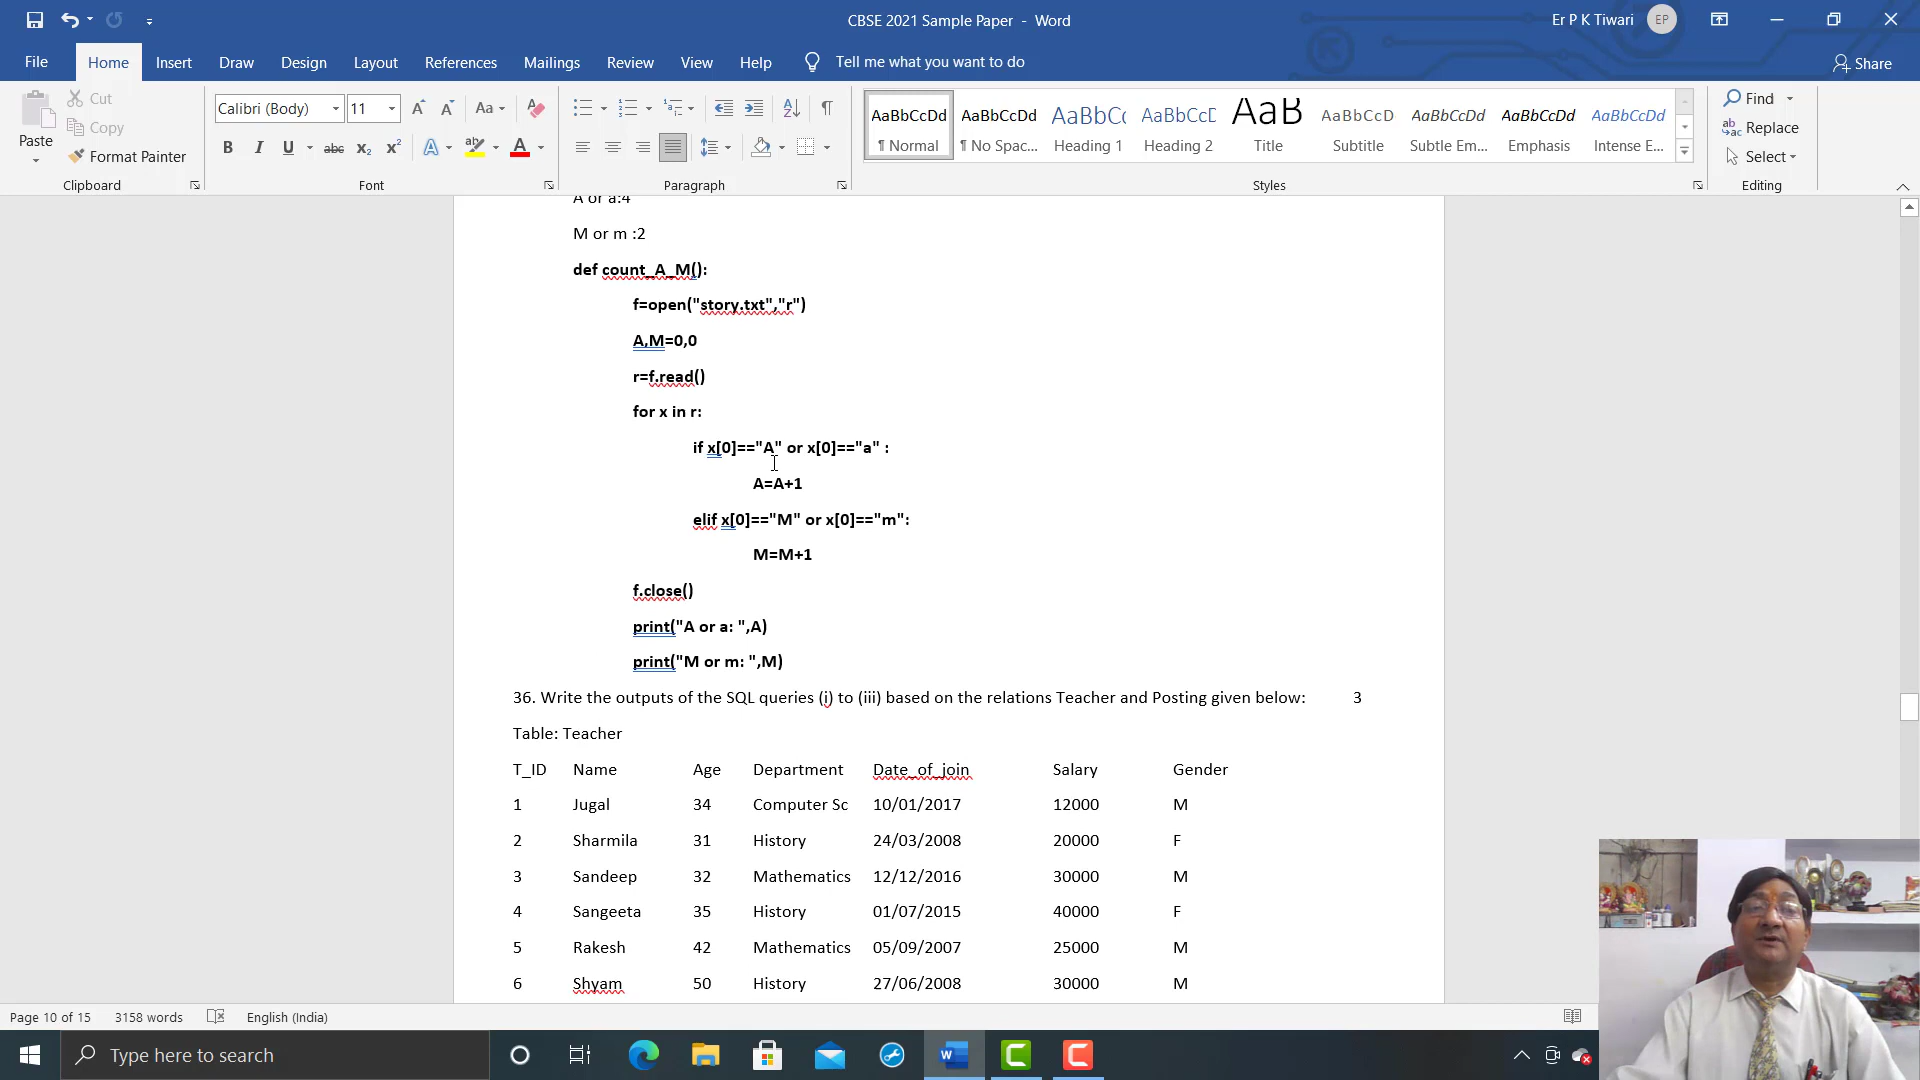 CBSE 2021 Sample Paper - Word
Er P K Tiwari
EP
File
Home
Insert
Draw
Design
Layout
References
Mailings
Review
View
Help
Tell me what you want to do
Share
Paste
Cut
Copy
Format Painter
Clipboard
Calibri (Body)
11
Font
Paragraph
AaBbCcDd
¶ Normal
AaBbCcDd
¶ No Spac...
AaBbCc
Heading 1
AaBbCcD
Heading 2
AaB
Title
AaBbCcD
Subtitle
AaBbCcDd
Subtle Em...
AaBbCcDd
Emphasis
AaBbCcDd
Intense E...
Styles
Find
Replace
Select
Editing
A or a:4
M or m :2
def count_A_M():
f=open("story.txt","r")
A,M=0,0
r=f.read()
for x in r:
if x[0]=="A" or x[0]=="a" :
A=A+1
elif x[0]=="M" or x[0]=="m":
M=M+1
f.close()
print("A or a: ",A)
print("M or m: ",M)
36. Write the outputs of the SQL queries (i) to (iii) based on the relations Teacher and Posting given below: 3
Table: Teacher
T_ID Name Age Department Date_of_join Salary Gender
1 Jugal 34 Computer Sc 10/01/2017 12000 M
2 Sharmila 31 History 24/03/2008 20000 F
3 Sandeep 32 Mathematics 12/12/2016 30000 M
4 Sangeeta 35 History 01/07/2015 40000 F
5 Rakesh 42 Mathematics 05/09/2007 25000 M
6 Shyam 50 History 27/06/2008 30000 M
Page 10 of 15
3158 words
English (India)
Type here to search